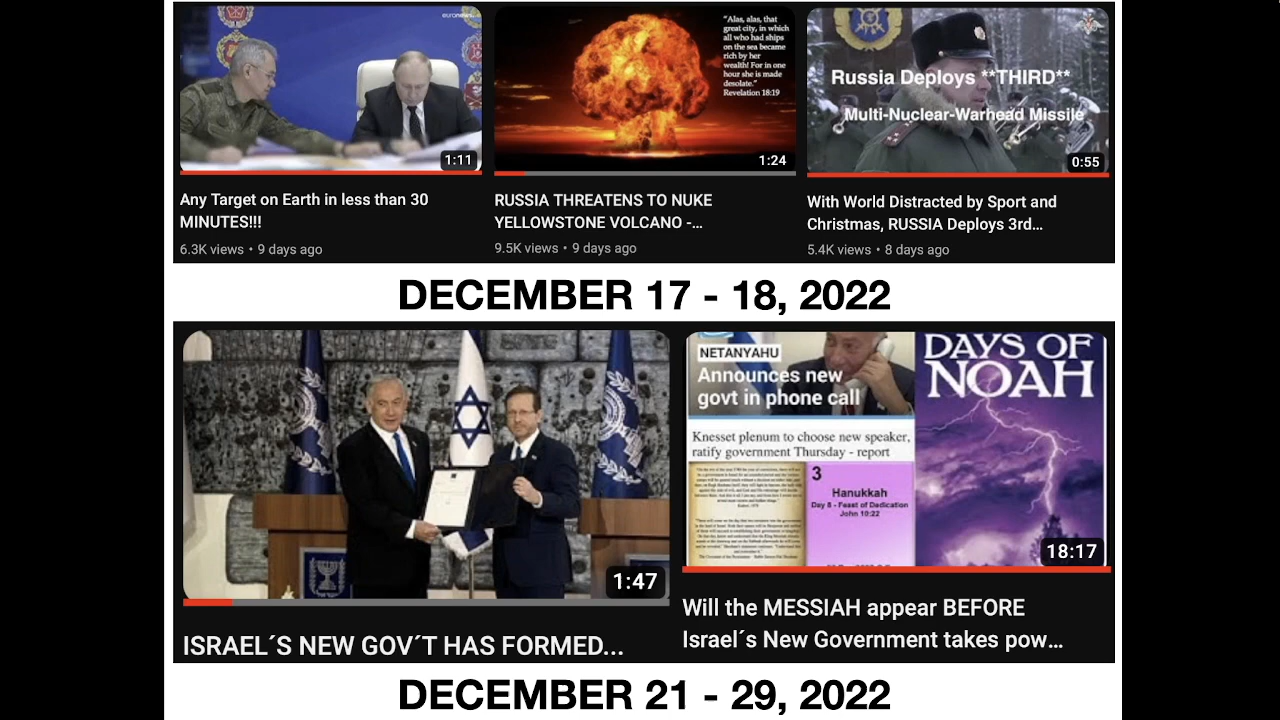 euronews.
1:11
Any Target on Earth in less than 30
MINUTES!!!
6.3K views • 9 days ago
“Alas, alas, that
great city, in which
all who had ships
on the sea became
rich by her
wealth! For in one
hour she is made
desolate.”
Revelation 18:19
1:24
RUSSIA THREATENS TO NUKE
YELLOWSTONE VOLCANO -...
9.5K views • 9 days ago
Russia Deploys **THIRD**
Multi-Nuclear-Warhead Missile
0:55
With World Distracted by Sport and
Christmas, RUSSIA Deploys 3rd...
5.4K views • 8 days ago
DECEMBER 17 - 18, 2022
1:47
ISRAEL´S NEW GOV´T HAS FORMED...
NETANYAHU
Announces new
govt in phone call
Knesset plenum to choose new speaker,
ratify government Thursday - report
3
Hanukkah
Day 8 - Feast of Dedication
John 10:22
DAYS OF
NOAH
18:17
Will the MESSIAH appear BEFORE
Israel´s New Government takes pow...
DECEMBER 21 - 29, 2022